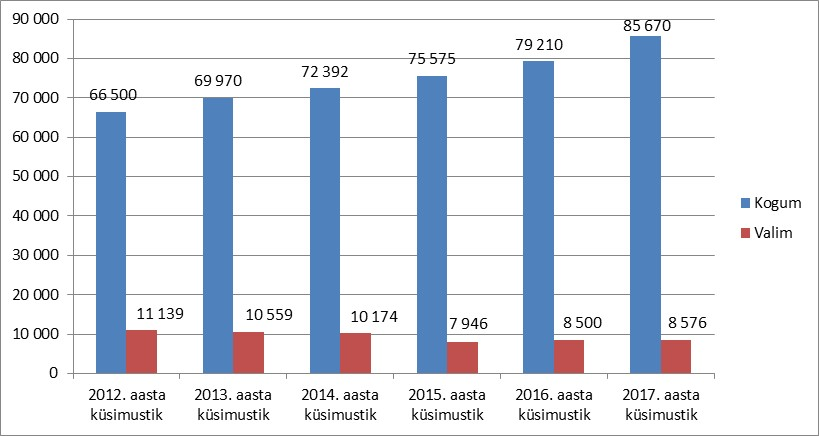 90 000
80 000
70 000
60 000
50 000
40 000
30 000
20 000
10 000
0
66 500
69 970
72 392
75 575
79 210
85 670
11 139
10 559
10 174
7 946
8 500
8 576
2012. aasta
küsimustik
2013. aasta
küsimustik
2014. aasta
küsimustik
2015. aasta
küsimustik
2016. aasta
küsimustik
2017. aasta
küsimustik
Kogum
Valim